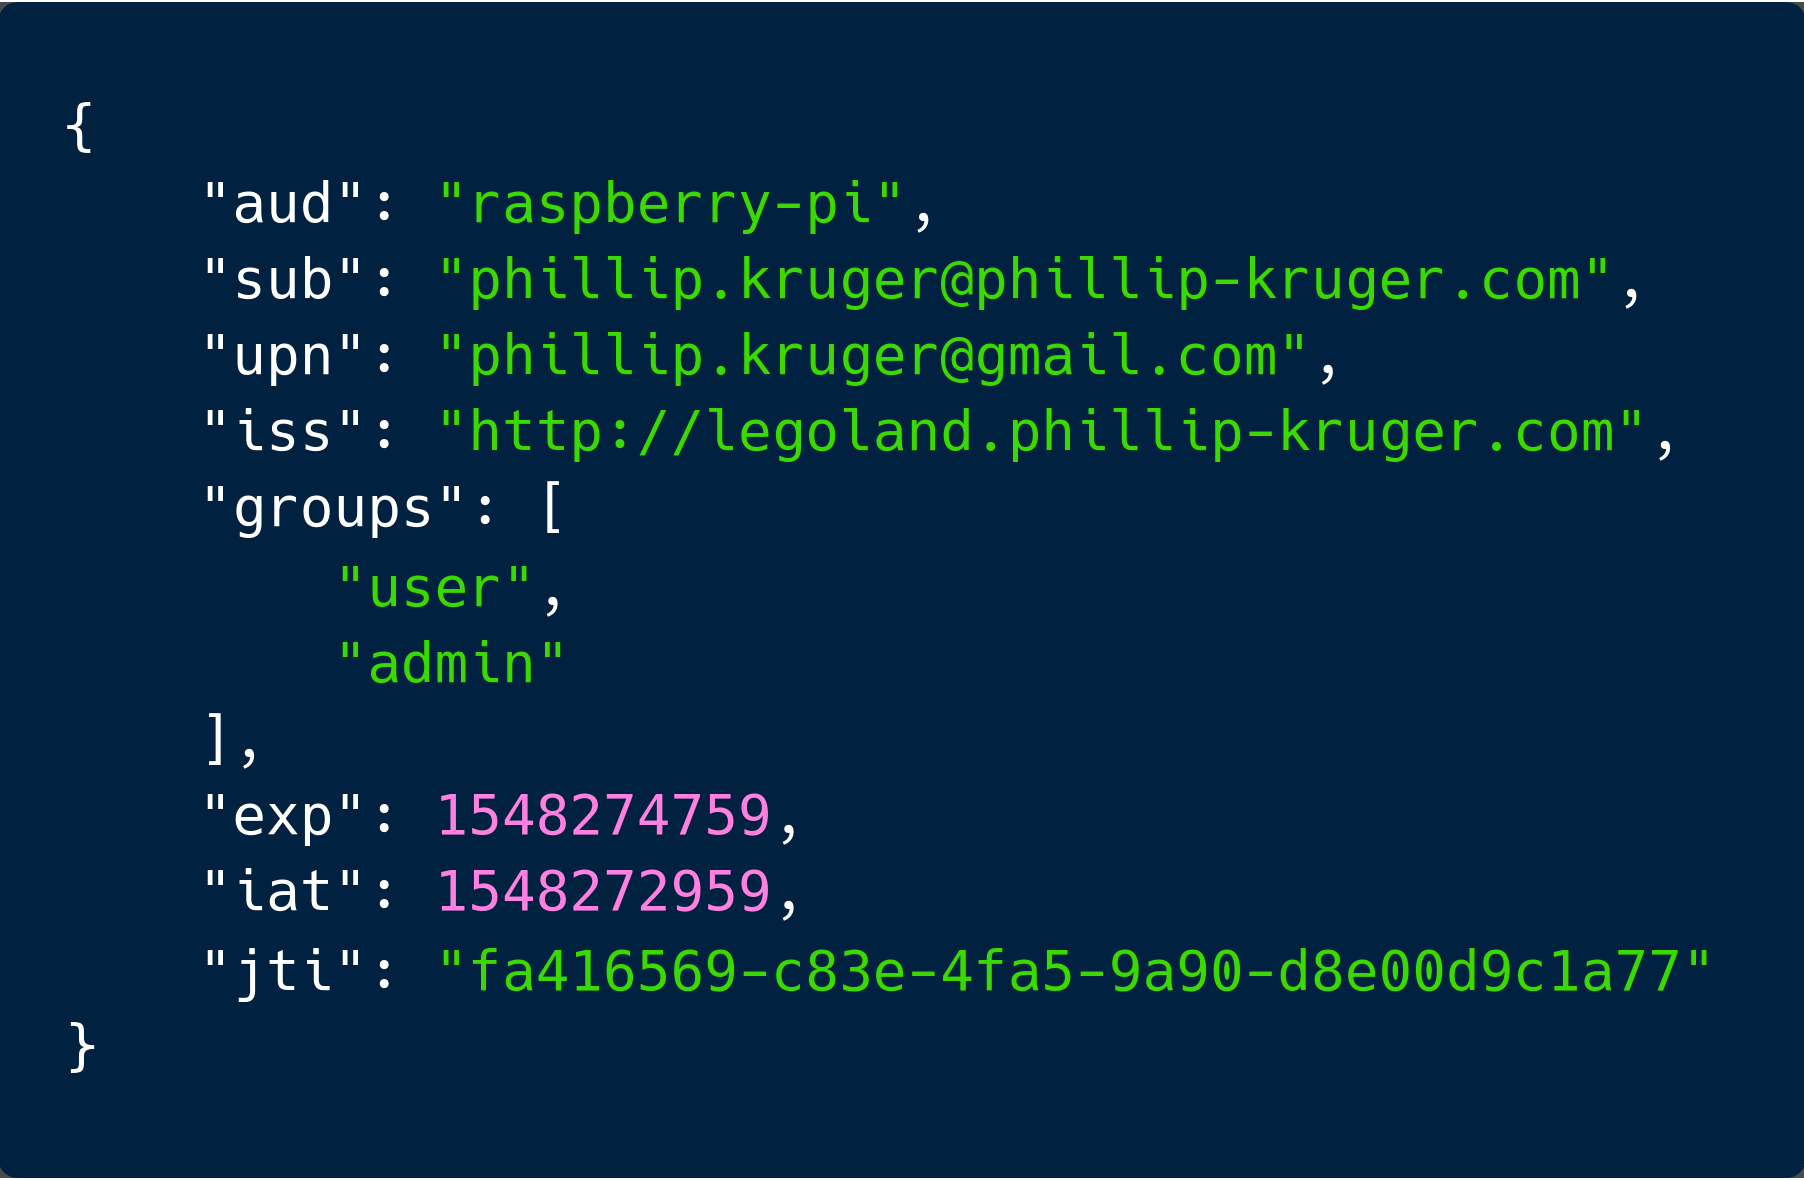 {
    "aud": "raspberry-pi",
    "sub": "phillip.kruger@phillip-kruger.com",
    "upn": "phillip.kruger@gmail.com",
    "iss": "http://legoland.phillip-kruger.com",
    "groups": [
        "user",
        "admin"
    ],
    "exp": 1548274759,
    "iat": 1548272959,
    "jti": "fa416569-c83e-4fa5-9a90-d8e00d9c1a77"
}